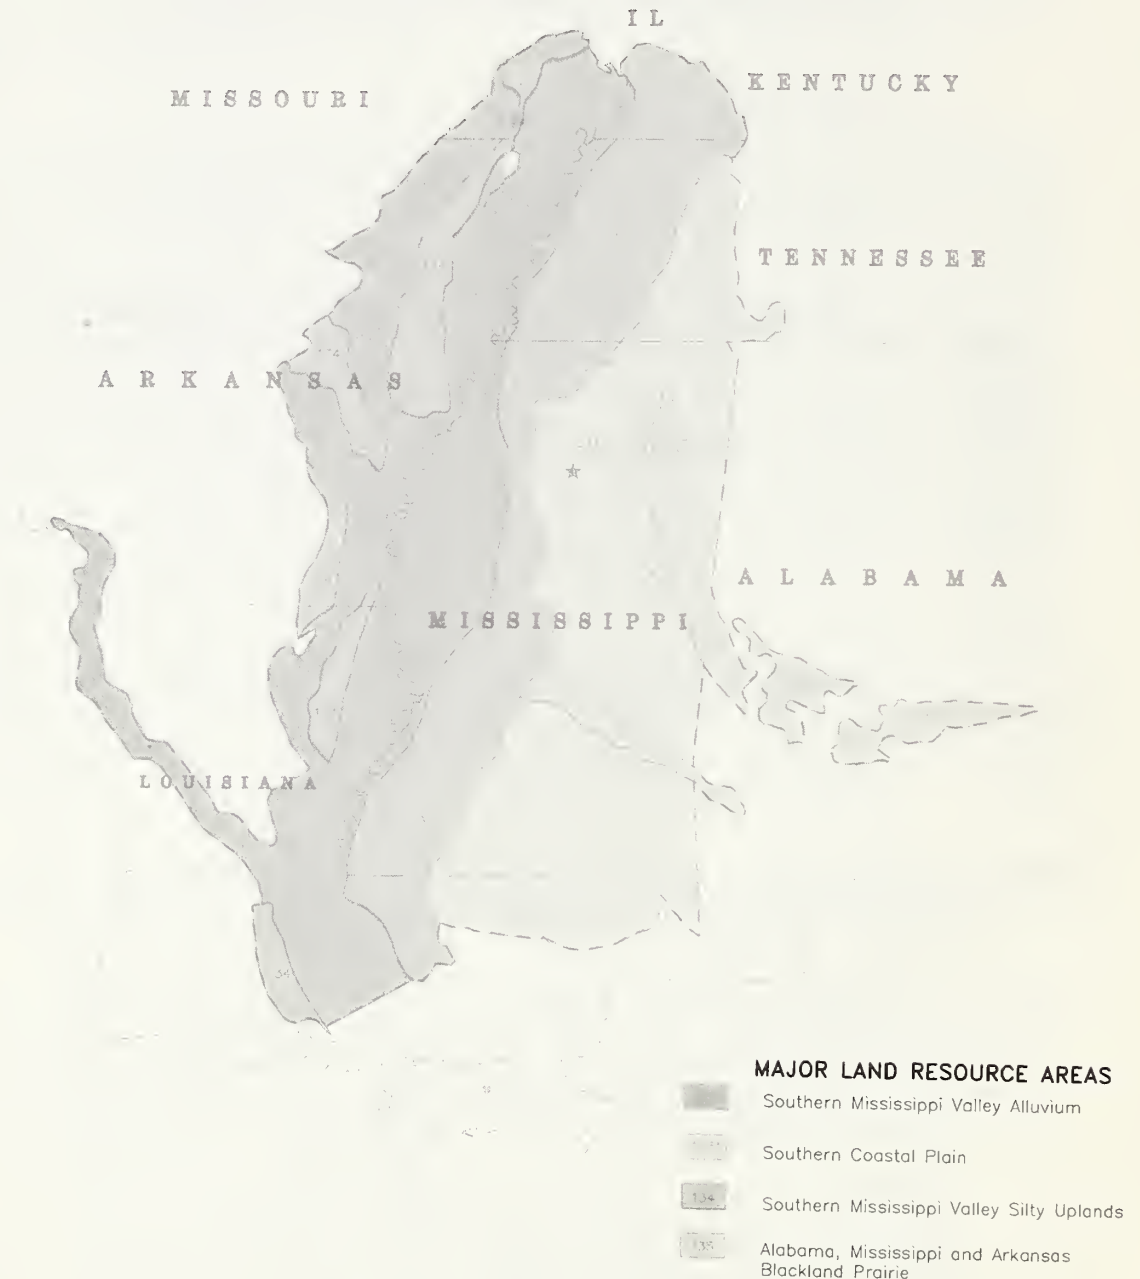 I L
MISSOURI
KENTUCKY
TENNESSEE
ARKANSAS
ALABAMA
MISSISSIPPI
LOUISIANA
34
MAJOR LAND RESOURCE AREAS
Southern Mississippi Valley Alluvium
Southern Coastal Plain
134
Southern Mississippi Valley Silty Uplands
135
Alabama, Mississippi and Arkansas
Blackland Prairie